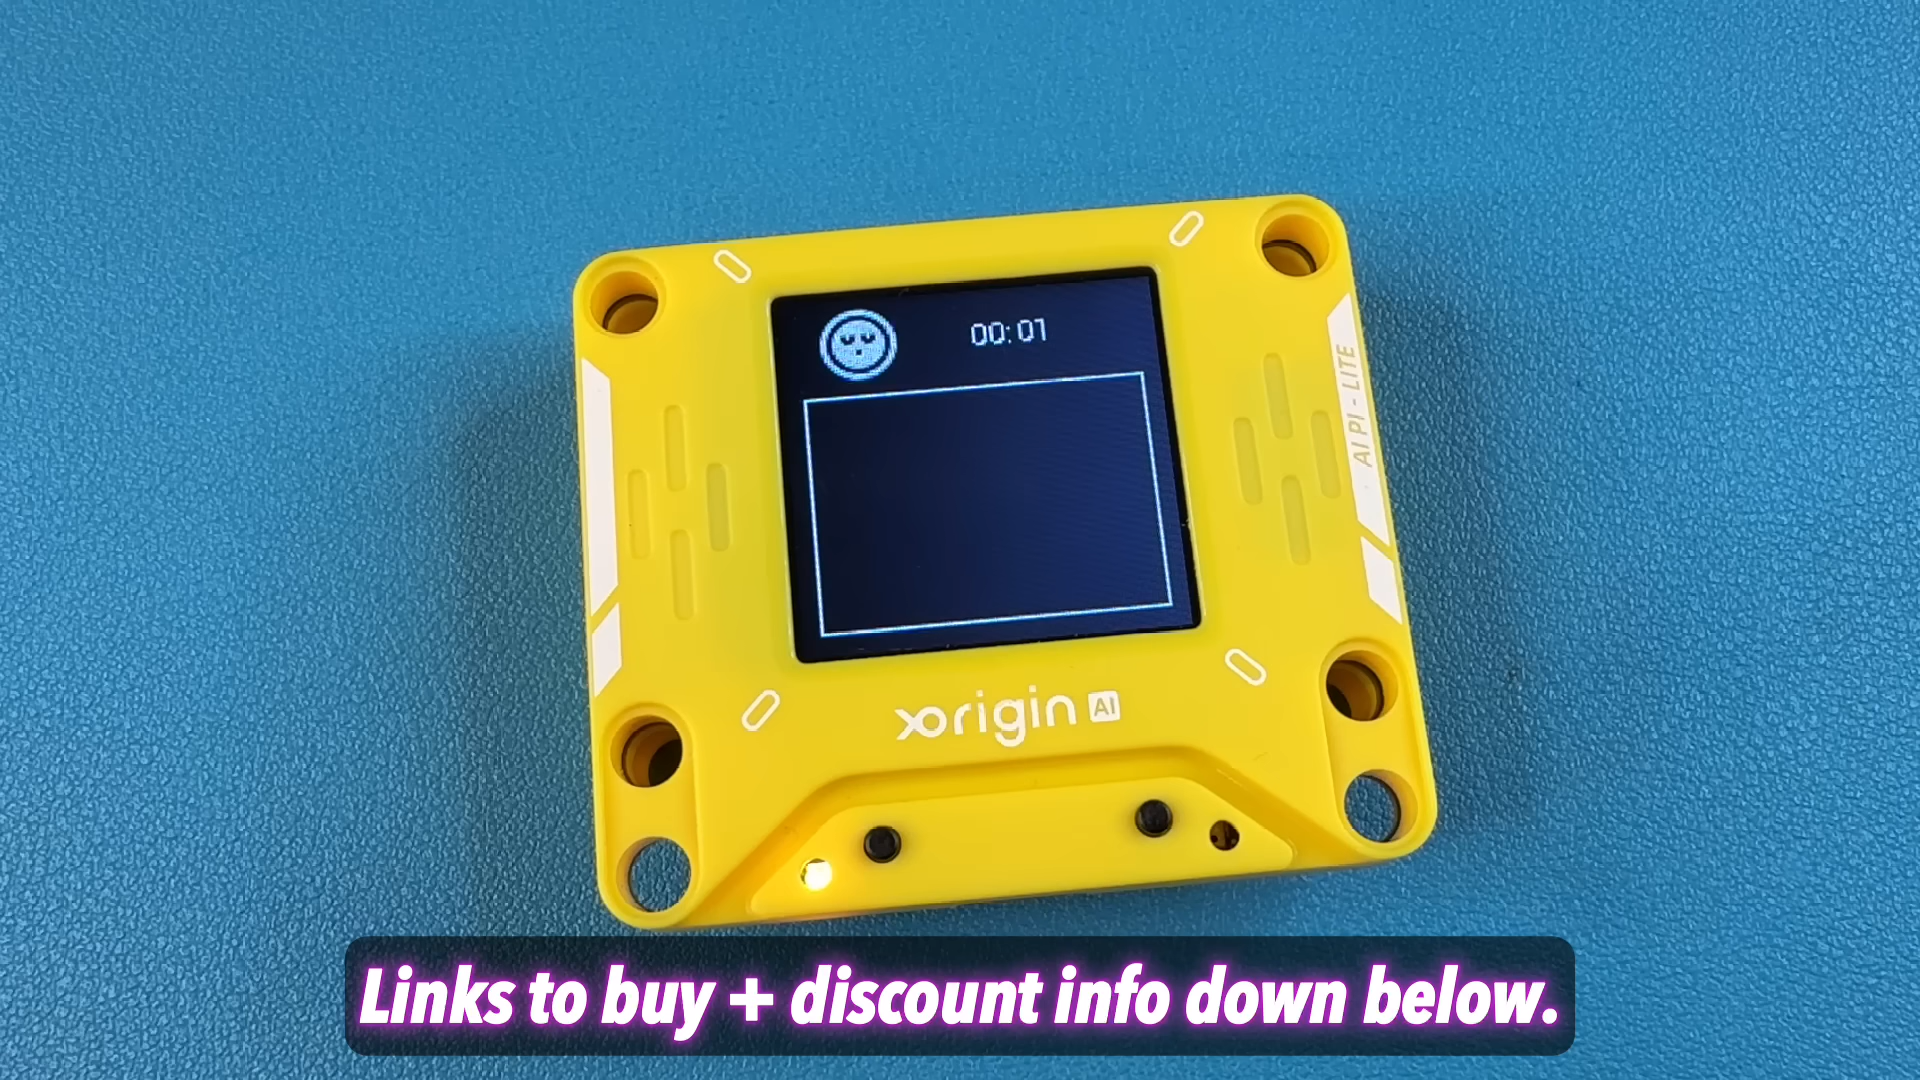 00:01
AI PI - LITE
xorigin AI
Links to buy + discount info down below.